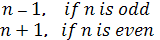 n − 1, if n is odd
n + 1, if n is even